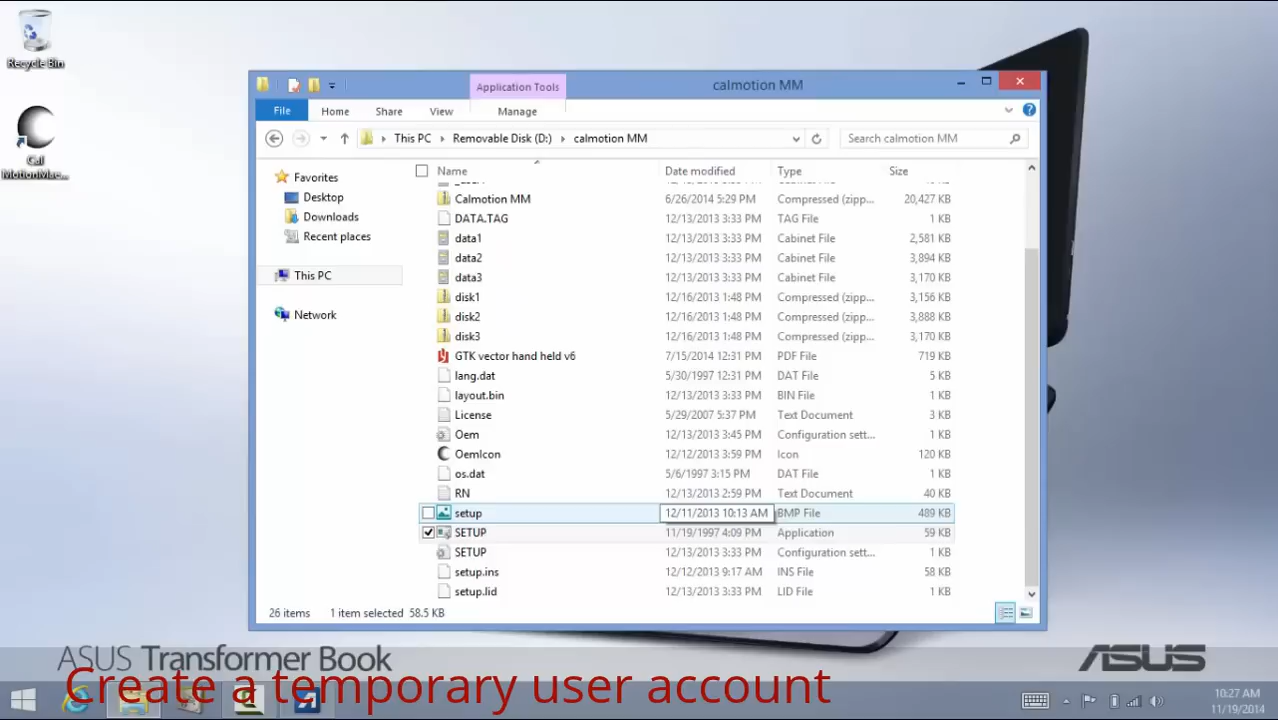 Recycle Bin
Cal
MotionMac...
Application Tools
calmotion MM
File Home Share View Manage
This PC Removable Disk (D:) calmotion MM
Search calmotion MM
Favorites
Desktop
Downloads
Recent places
This PC
Network
Name Date modified Type Size
Calmotion MM 6/26/2014 5:29 PM Compressed (zipp... 20,427 KB
DATA.TAG 12/13/2013 3:33 PM TAG File 1 KB
data1 12/13/2013 3:33 PM Cabinet File 2,581 KB
data2 12/13/2013 3:33 PM Cabinet File 3,894 KB
data3 12/13/2013 3:33 PM Cabinet File 3,170 KB
disk1 12/16/2013 1:48 PM Compressed (zipp... 3,156 KB
disk2 12/16/2013 1:48 PM Compressed (zipp... 3,888 KB
disk3 12/16/2013 1:48 PM Compressed (zipp... 3,170 KB
GTK vector hand held v6 7/15/2014 12:31 PM PDF File 719 KB
lang.dat 5/30/1997 12:31 PM DAT File 5 KB
layout.bin 12/13/2013 3:33 PM BIN File 1 KB
License 5/29/2007 5:37 PM Text Document 3 KB
Oem 12/13/2013 3:45 PM Configuration sett... 1 KB
OemIcon 12/12/2013 3:59 PM Icon 120 KB
os.dat 5/6/1997 3:15 PM DAT File 1 KB
RN 12/13/2013 2:59 PM Text Document 40 KB
setup 12/11/2013 10:13 AM BMP File 489 KB
SETUP 11/19/1997 4:09 PM Application 59 KB
SETUP 12/13/2013 3:33 PM Configuration sett... 1 KB
setup.ins 12/12/2013 9:17 AM INS File 58 KB
setup.lid 12/13/2013 3:33 PM LID File 1 KB
26 items 1 item selected 58.5 KB
ASUS Transformer Book
ASUS
Create a temporary user account
10:27 AM
11/19/2014